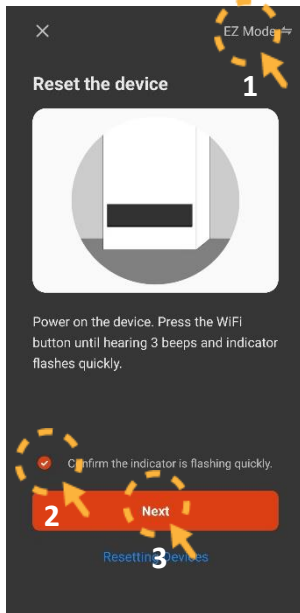 EZ Mode
1
Reset the device
Power on the device. Press the WiFi
button until hearing 3 beeps and indicator
flashes quickly.
Confirm the indicator is flashing quickly.
2
Next
3
Resetting Devices